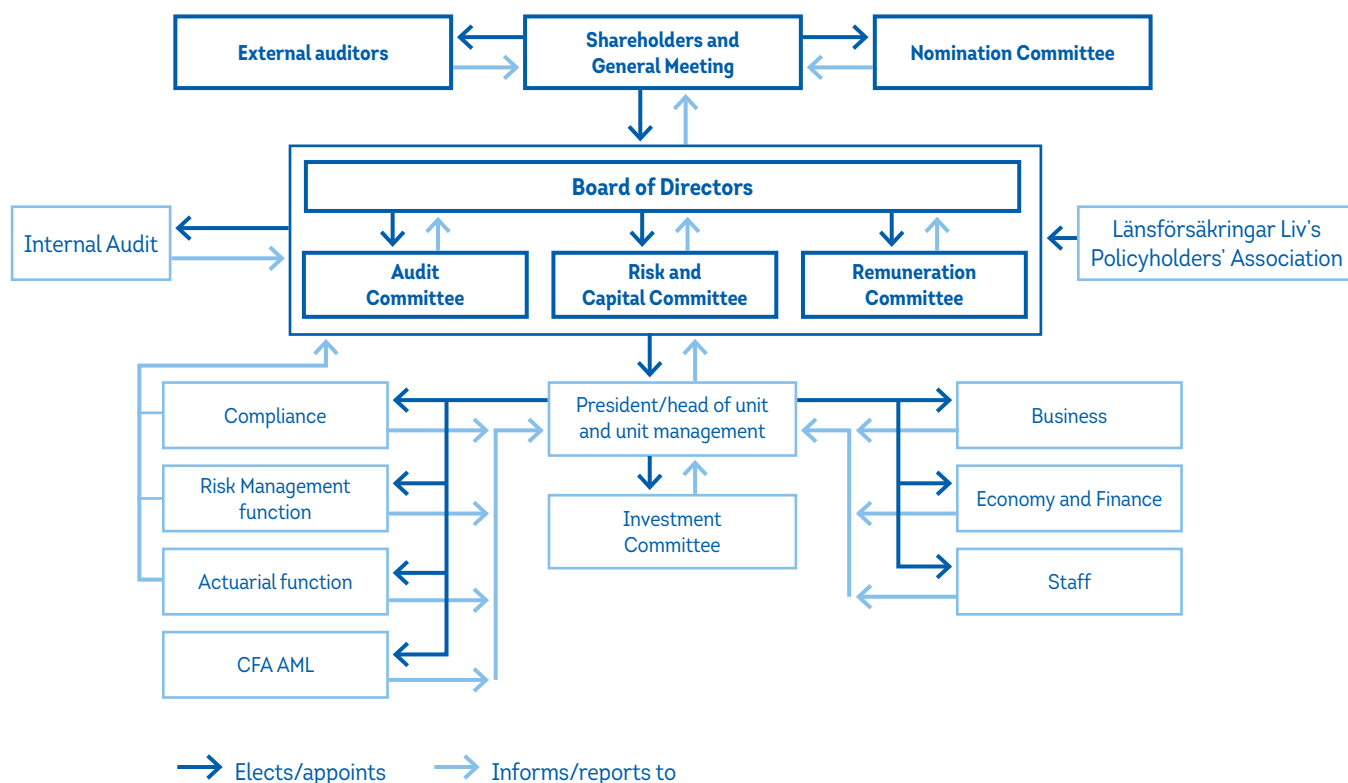 External auditors
Shareholders and
General Meeting
Nomination Committee
Board of Directors
Internal Audit
Audit
Committee
Risk and
Capital Committee
Remuneration
Committee
Länsförsäkringar Liv's
Policyholders' Association
Compliance
President/head of unit
and unit management
Business
Risk Management
function
Investment
Committee
Economy and Finance
Actuarial function
Staff
CFA AML
Elects/appoints
Informs/reports to